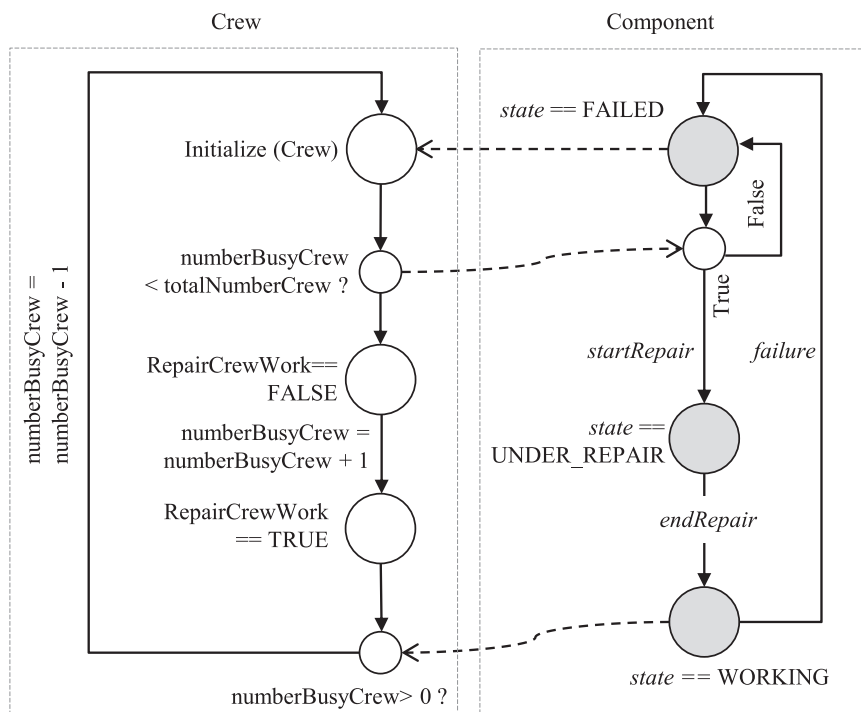 Crew
Component
state == FAILED
Initialize (Crew)
False
numberBusyCrew
< totalNumberCrew ?
True
numberBusyCrew =
numberBusyCrew - 1
RepairCrewWork==
FALSE
startRepair
failure
numberBusyCrew =
numberBusyCrew + 1
state ==
UNDER_REPAIR
RepairCrewWork
== TRUE
endRepair
numberBusyCrew> 0 ?
state == WORKING